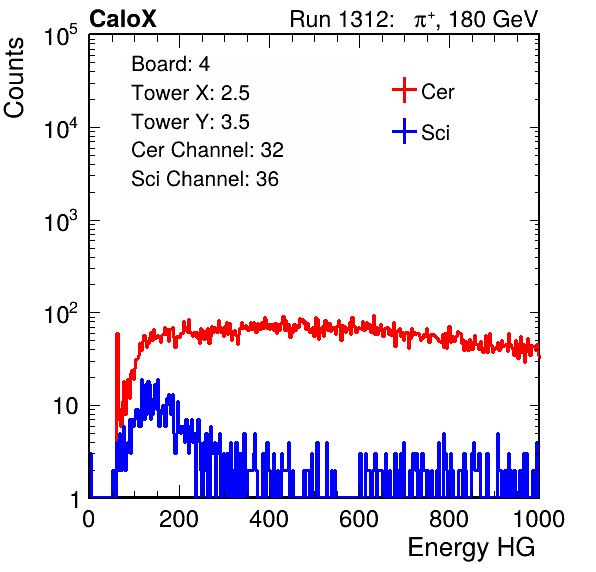 CaloX Run 1312: π⁺, 180 GeV
Counts
10⁵
10⁴
10³
10²
10
1
Board: 4
Tower X: 2.5
Tower Y: 3.5
Cer Channel: 32
Sci Channel: 36
Cer
Sci
0 200 400 600 800 1000
Energy HG